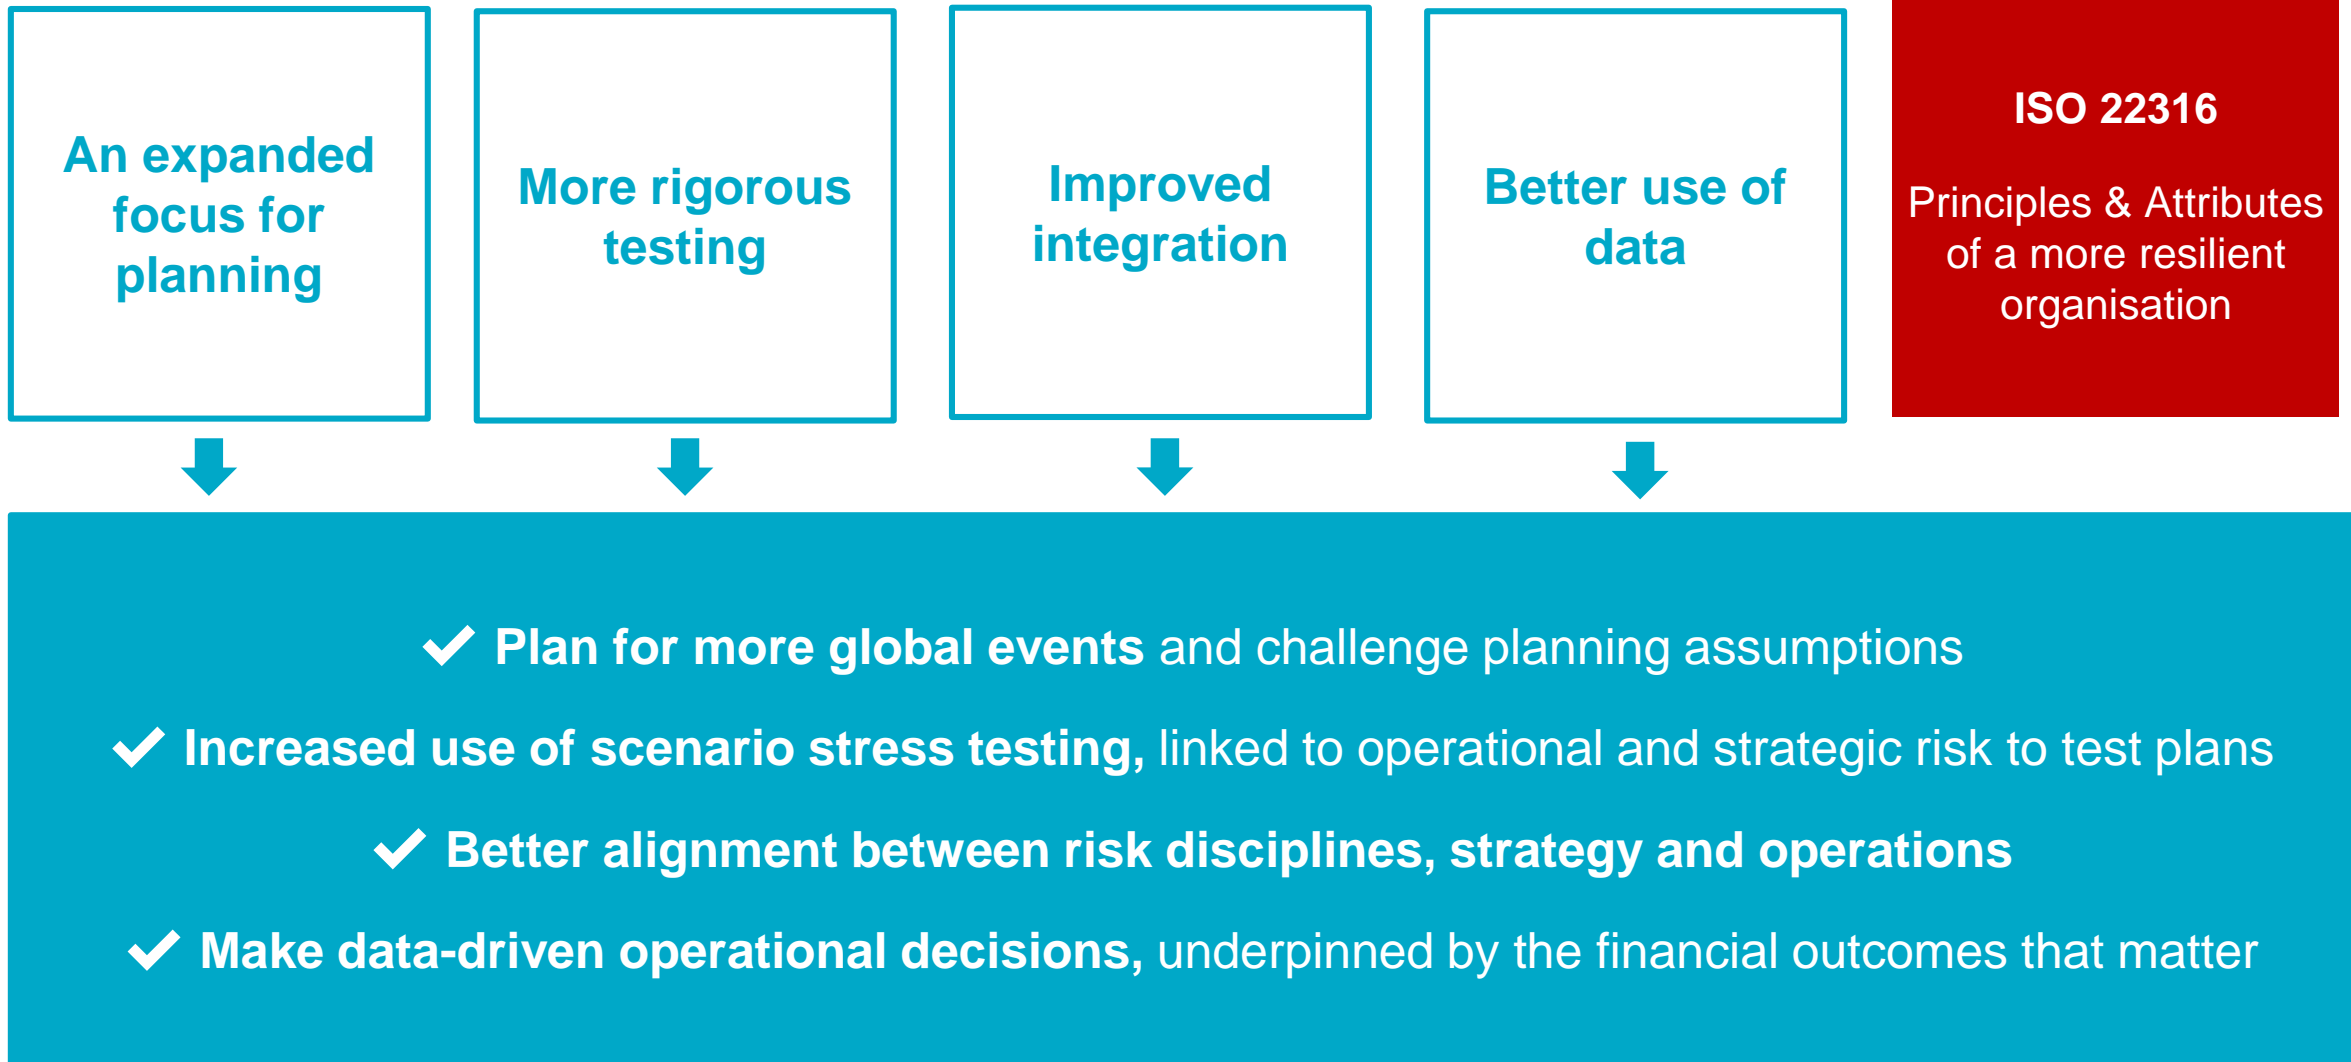 An expanded
focus for
planning
More rigorous
testing
Improved
integration
Better use of
data
ISO 22316
Principles & Attributes
of a more resilient
organisation
Plan for more global events and challenge planning assumptions
Increased use of scenario stress testing, linked to operational and strategic risk to test plans
Better alignment between risk disciplines, strategy and operations
Make data-driven operational decisions, underpinned by the financial outcomes that matter